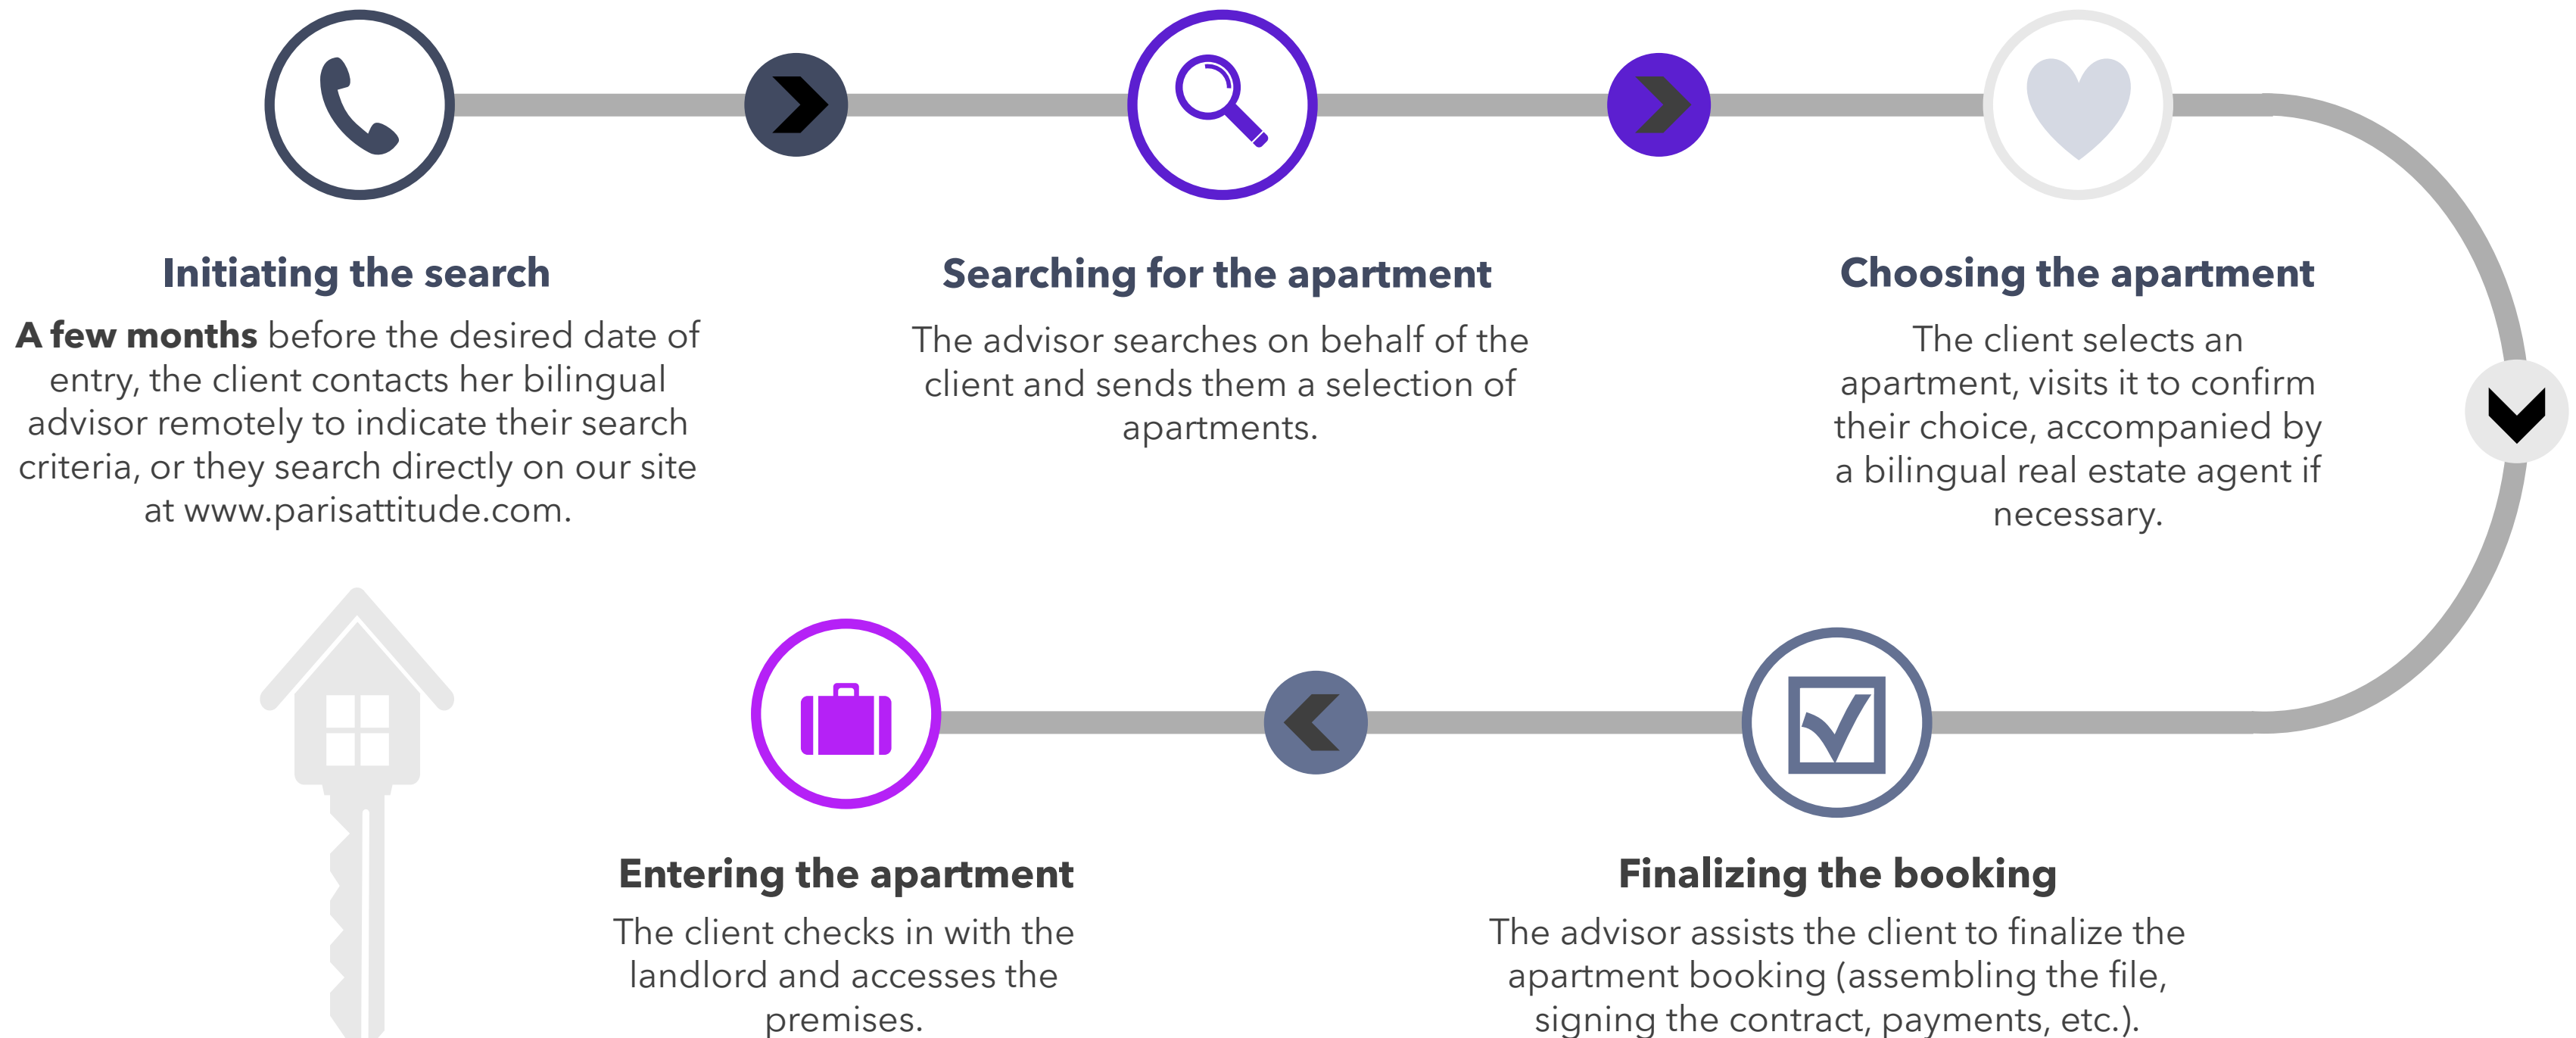 Initiating the search
A few months before the desired date of
entry, the client contacts her bilingual
advisor remotely to indicate their search
criteria, or they search directly on our site
at www.parisattitude.com.
Searching for the apartment
The advisor searches on behalf of the
client and sends them a selection of
apartments.
Choosing the apartment
The client selects an
apartment, visits it to confirm
their choice, accompanied by
a bilingual real estate agent if
necessary.
Finalizing the booking
The advisor assists the client to finalize the
apartment booking (assembling the file,
signing the contract, payments, etc.).
Entering the apartment
The client checks in with the
landlord and accesses the
premises.